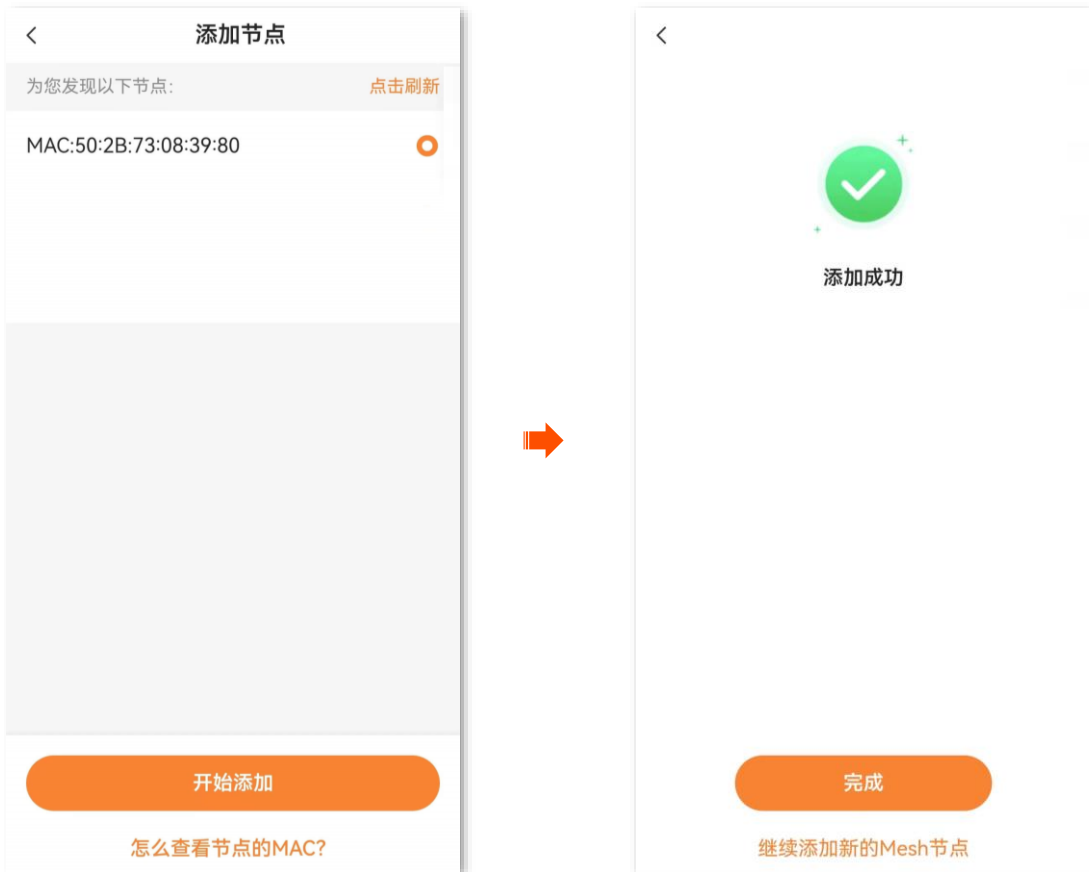 添加节点
为您发现以下节点:
点击刷新
MAC:50:2B:73:08:39:80
开始添加
怎么查看节点的MAC?
添加成功
完成
继续添加新的Mesh节点